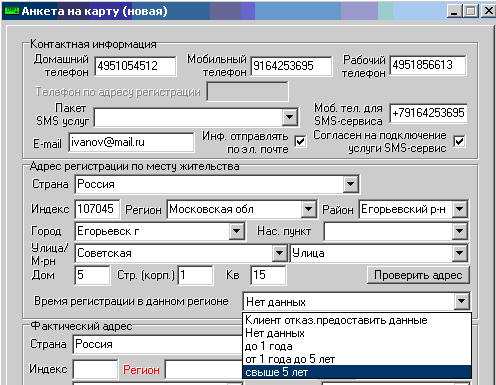 Анкета на карту (новая)
Контактная информация
Домашний телефон 4951054512 Мобильный телефон 9164253695 Рабочий телефон 4951856613
Телефон по адресу регистрации
Пакет SMS услуг Моб. тел. для SMS-сервиса +79164253695
E-mail ivanov@mail.ru Инф. отправлять по эл. почте Согласен на подключение услуги SMS-сервис
Адрес регистрации по месту жительства
Страна Россия
Индекс 107045 Регион Московская обл Район Егорьевский р-н
Город Егорьевск г Нас. пункт
Улица/ М-рн Советская Улица
Дом 5 Стр. (корп.) 1 Кв 15 Проверить адрес
Время регистрации в данном регионе Нет данных
Клиент отказ.предоставить данные
Нет данных
до 1 года
от 1 года до 5 лет
свыше 5 лет
Фактический адрес
Страна Россия
Индекс Регион